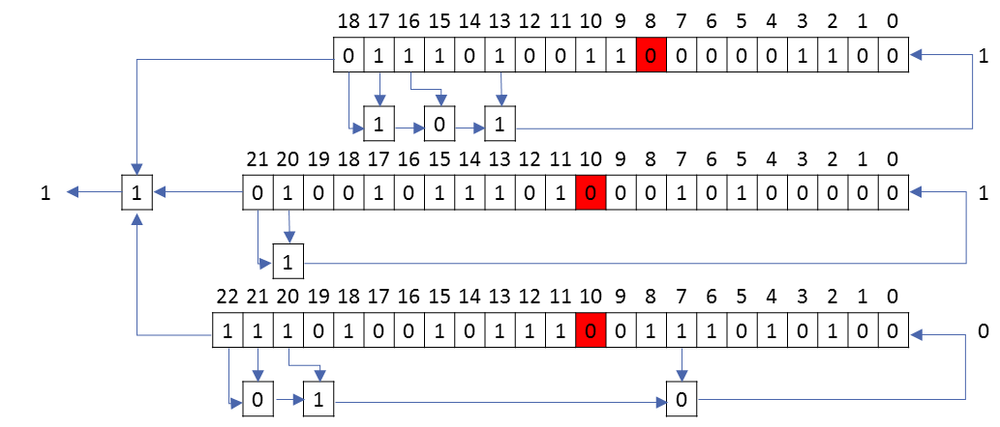 18 17 16 15 14 13 12 11 10 9 8 7 6 5 4 3 2 1 0
0 1 1 1 0 1 0 0 1 1 0 0 0 0 0 1 1 0 0 1
1 0 1
21 20 19 18 17 16 15 14 13 12 11 10 9 8 7 6 5 4 3 2 1 0
1 1 0 1 0 0 1 0 1 1 1 0 1 0 0 0 1 0 1 0 0 0 0 0 1
1
22 21 20 19 18 17 16 15 14 13 12 11 10 9 8 7 6 5 4 3 2 1 0
1 1 1 0 1 0 0 1 0 1 1 1 0 0 1 1 1 0 1 0 1 0 0 0
0 1 0